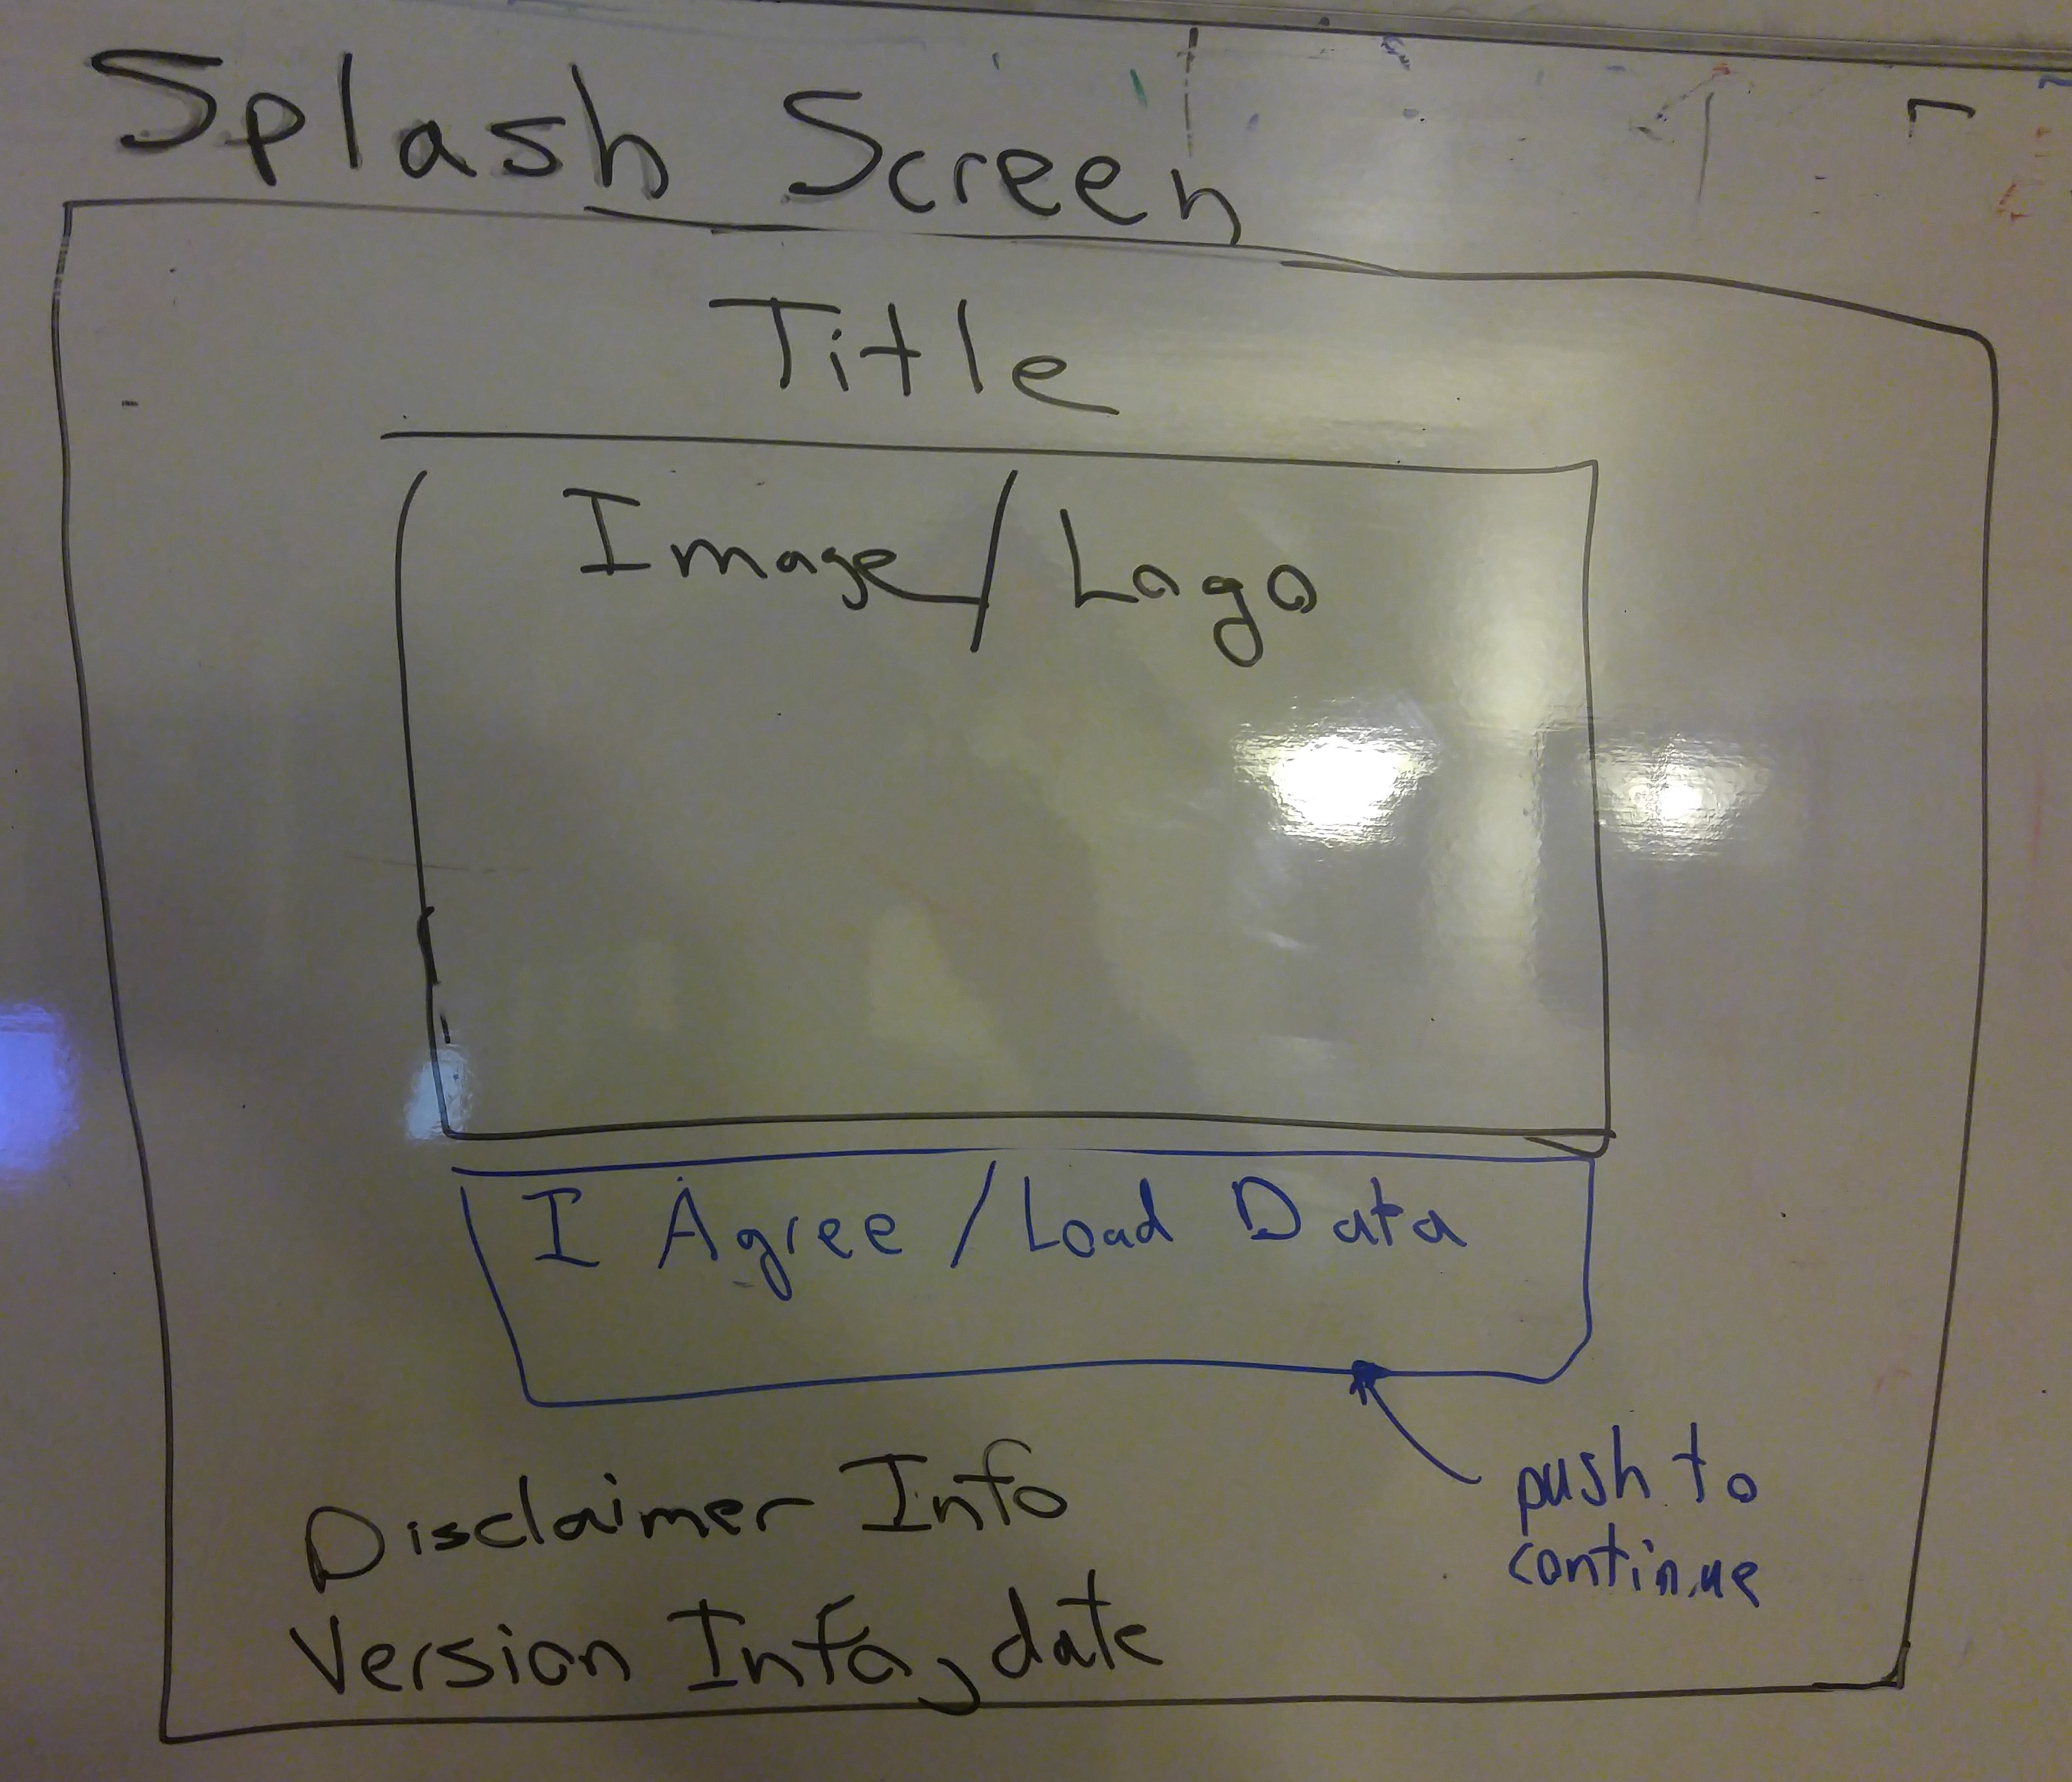 Splash Screen
Title
Image/Logo
I Agree/Load Data
push to
continue
Disclaimer Info
Version Info, date